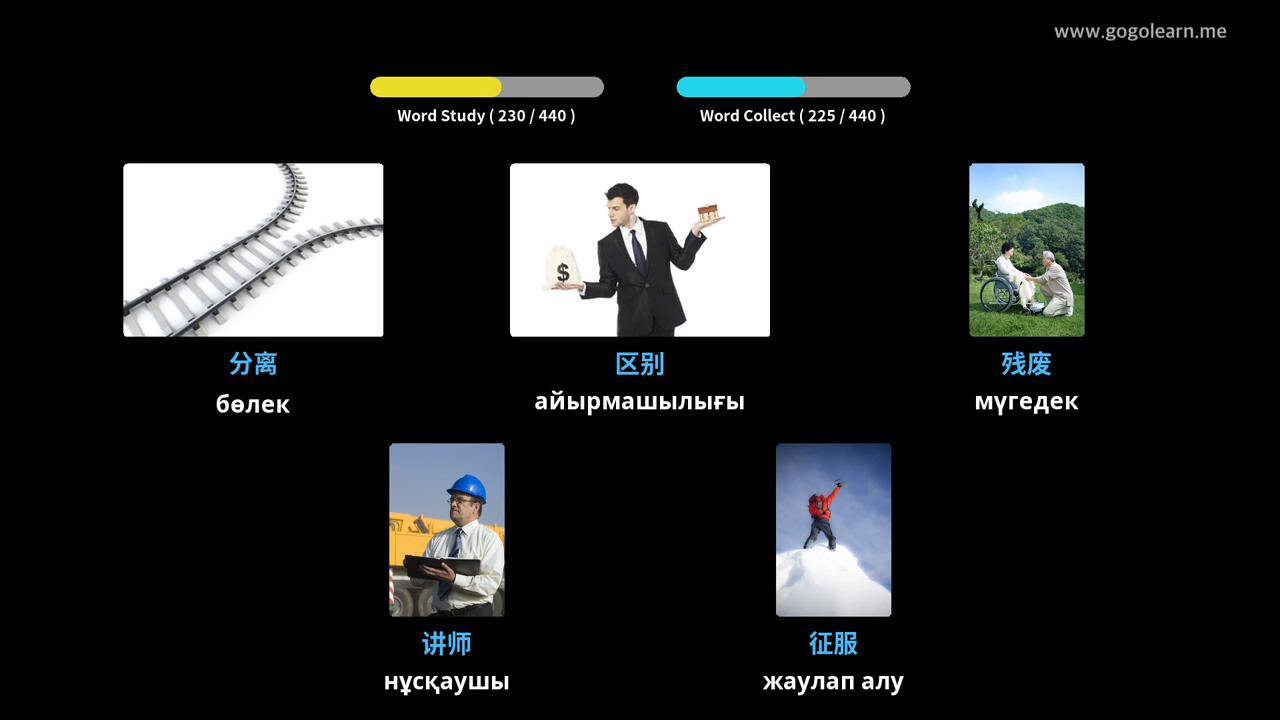 www.gogolearn.me
Word Study ( 230 / 440 )
Word Collect ( 225 / 440 )
$
分离
区别
残废
бөлек
айырмашылығы
мүгедек
讲师
征服
нұсқаушы
жаулап алу